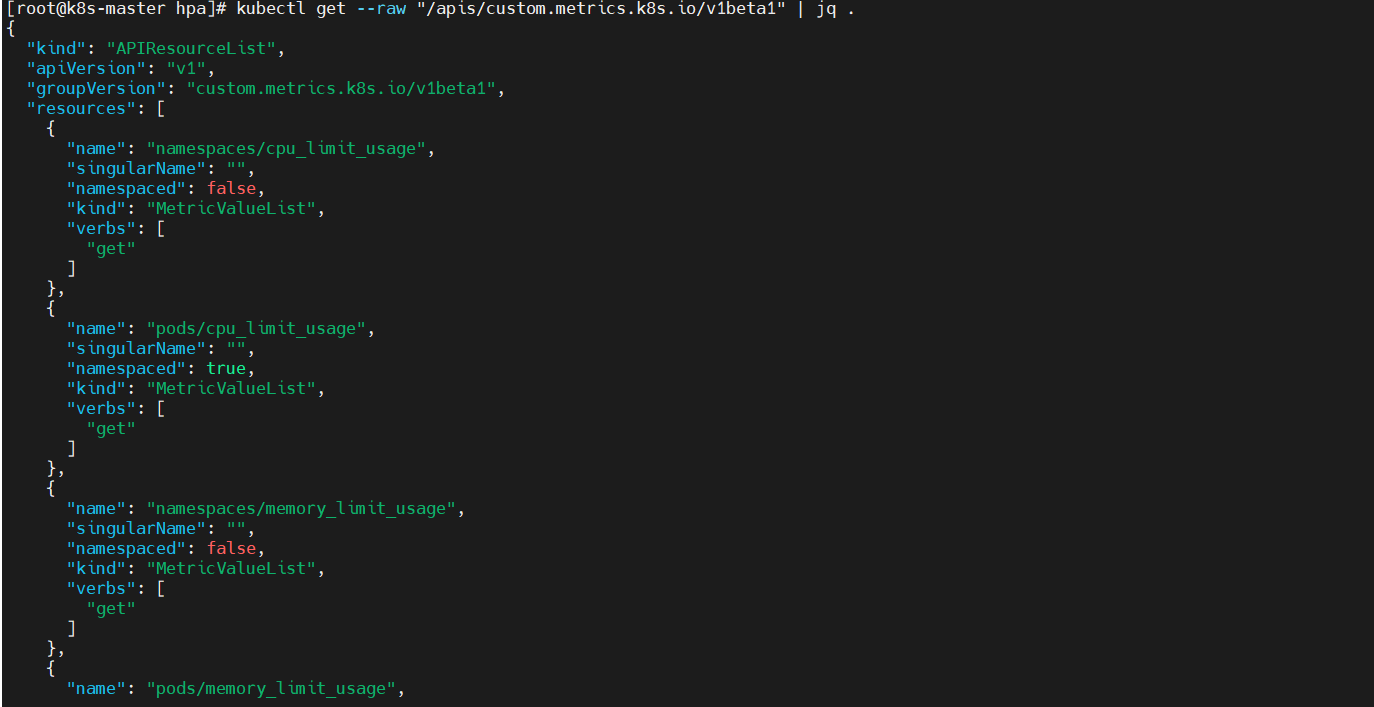 [root@k8s-master hpa]# kubectl get --raw "/apis/custom.metrics.k8s.io/v1beta1" | jq .
{
  "kind": "APIResourceList",
  "apiVersion": "v1",
  "groupVersion": "custom.metrics.k8s.io/v1beta1",
  "resources": [
    {
      "name": "namespaces/cpu_limit_usage",
      "singularName": "",
      "namespaced": false,
      "kind": "MetricValueList",
      "verbs": [
        "get"
      ]
    },
    {
      "name": "pods/cpu_limit_usage",
      "singularName": "",
      "namespaced": true,
      "kind": "MetricValueList",
      "verbs": [
        "get"
      ]
    },
    {
      "name": "namespaces/memory_limit_usage",
      "singularName": "",
      "namespaced": false,
      "kind": "MetricValueList",
      "verbs": [
        "get"
      ]
    },
    {
      "name": "pods/memory_limit_usage",